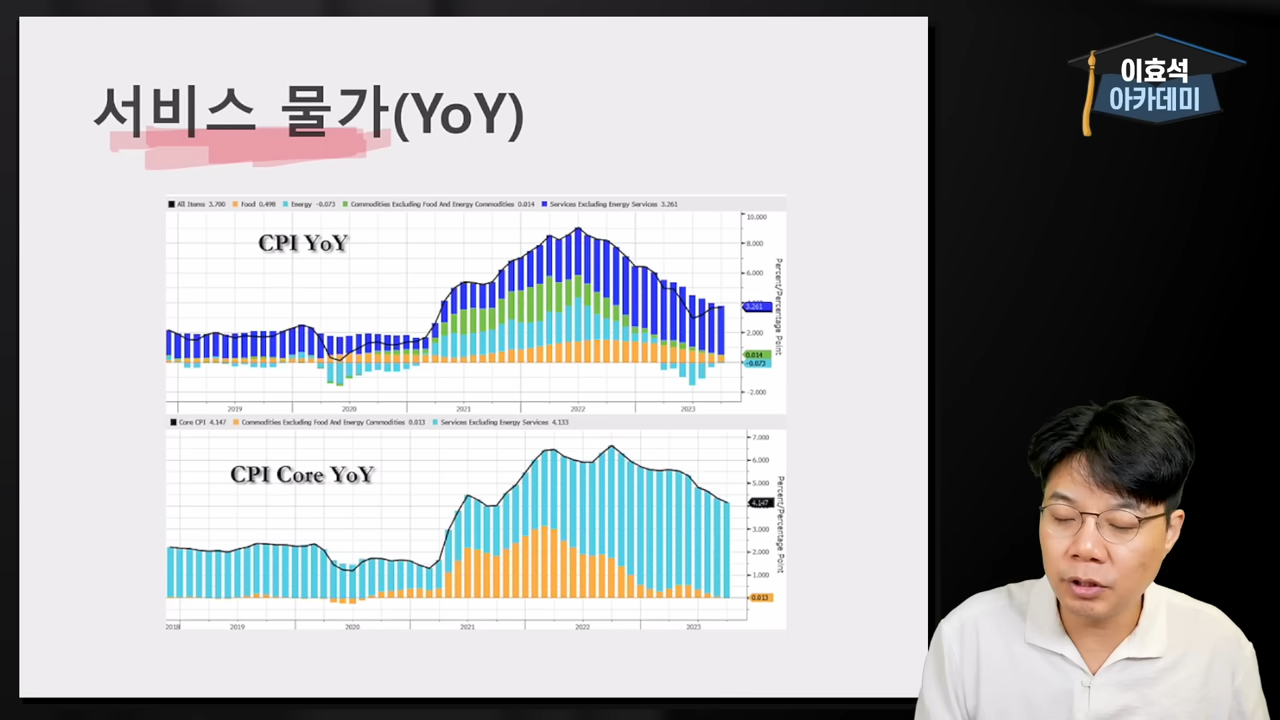 서비스 물가(YoY)
이효석
아카데미
All Items 3.700 Food 0.498 Energy -0.073 Commodities Excluding Food And Energy Commodities 0.014 Services Excluding Energy Services 3.261
CPI YoY
10.000
8.000
6.000
3.261
2.000
0.014
-0.073
-2.000
Percent/Percentage Point
2019 2020 2021 2022 2023
Core CPI 4.147 Commodities Excluding Food And Energy Commodities 0.013 Services Excluding Energy Services 4.133
CPI Core YoY
7.000
6.000
5.000
4.147
3.000
2.000
1.000
0.013
Percent/Percentage Point
2018 2019 2020 2021 2022 2023